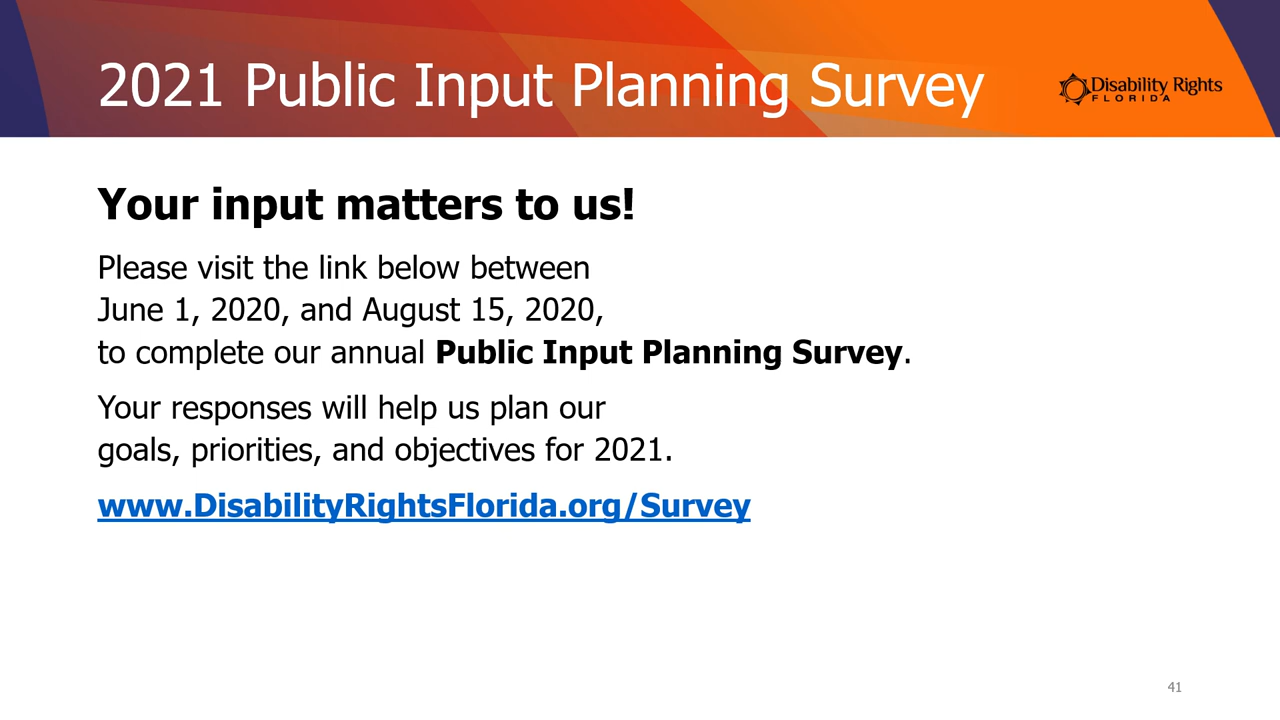 2021 Public Input Planning Survey
Disability Rights
FLORIDA
Your input matters to us!
Please visit the link below between
June 1, 2020, and August 15, 2020,
to complete our annual Public Input Planning Survey.
Your responses will help us plan our
goals, priorities, and objectives for 2021.
www.DisabilityRightsFlorida.org/Survey
41